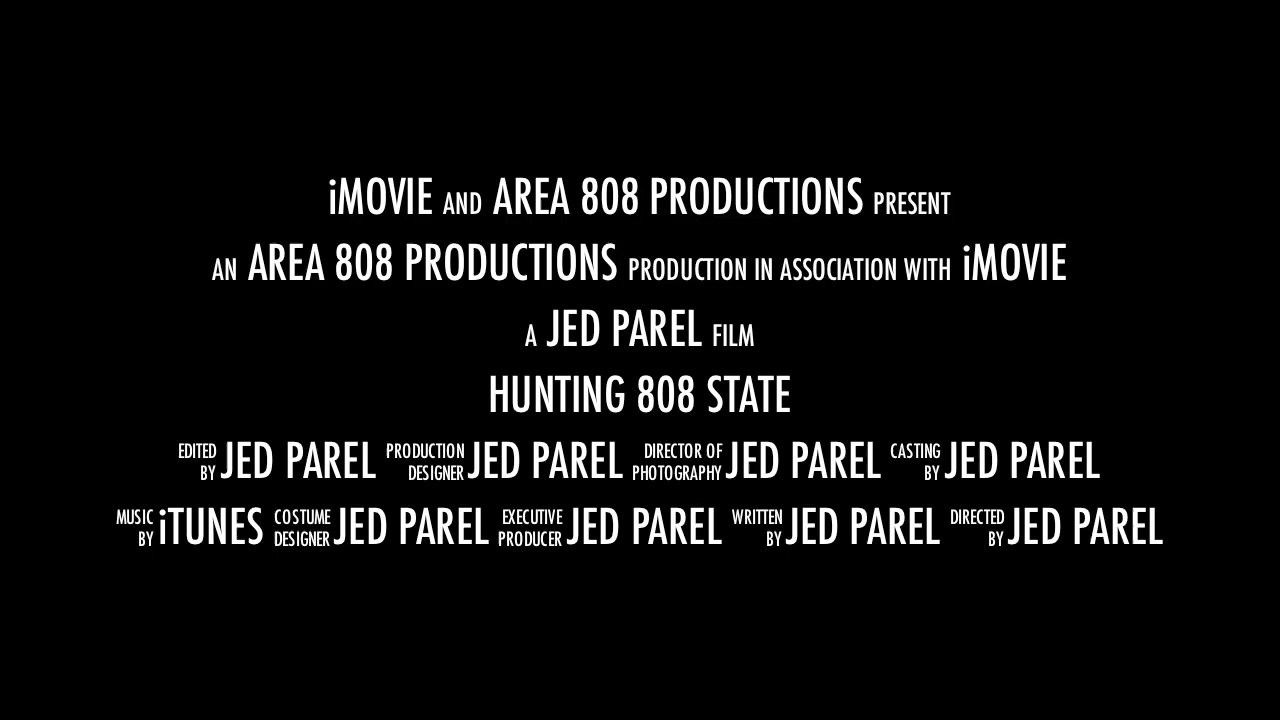 iMOVIE AND AREA 808 PRODUCTIONS PRESENT
AN AREA 808 PRODUCTIONS PRODUCTION IN ASSOCIATION WITH iMOVIE
A JED PAREL FILM
HUNTING 808 STATE
EDITED BY JED PAREL PRODUCTION DESIGNER JED PAREL DIRECTOR OF PHOTOGRAPHY JED PAREL CASTING BY JED PAREL
MUSIC BY iTUNES COSTUME DESIGNER JED PAREL EXECUTIVE PRODUCER JED PAREL WRITTEN BY JED PAREL DIRECTED BY JED PAREL